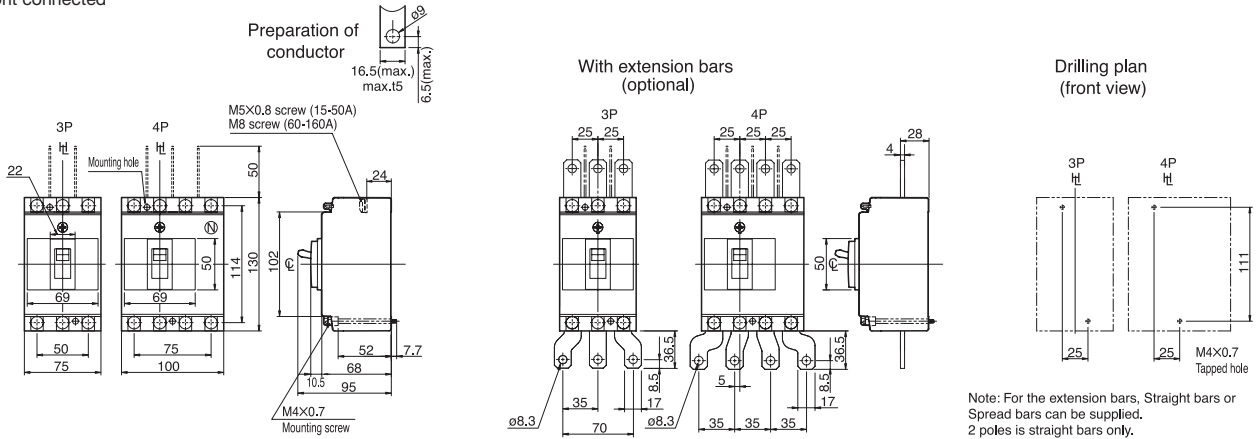 nt connected
Preparation of
conductor
ø9
16.5(max.)
max.t5
6.5(max.)
3P
4P
Mounting hole
22
M5×0.8 screw (15-50A)
M8 screw (60-160A)
24
50
N
50
114
130
102
69
69
50
75
75
100
52
7.7
10.5
68
95
M4×0.7
Mounting screw
With extension bars
(optional)
3P
25
25
4P
25
25
25
28
4
50
36.5
8.5
17
35
70
ø8.3
ø8.3
5
35
35
35
36.5
8.5
17
Drilling plan
(front view)
3P
4P
111
25
25
M4×0.7
Tapped hole
Note: For the extension bars, Straight bars or
Spread bars can be supplied.
2 poles is straight bars only.